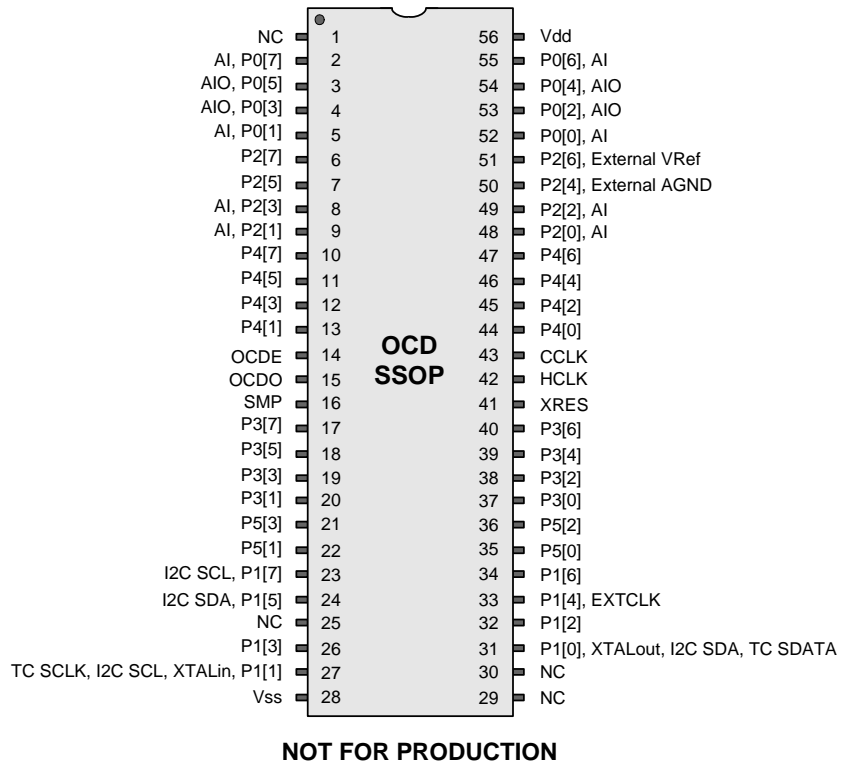 NC 1 56 Vdd
AI, P0[7] 2 55 P0[6], AI
AIO, P0[5] 3 54 P0[4], AIO
AIO, P0[3] 4 53 P0[2], AIO
AI, P0[1] 5 52 P0[0], AI
P2[7] 6 51 P2[6], External VRef
P2[5] 7 50 P2[4], External AGND
AI, P2[3] 8 49 P2[2], AI
AI, P2[1] 9 48 P2[0], AI
P4[7] 10 47 P4[6]
P4[5] 11 46 P4[4]
P4[3] 12 45 P4[2]
P4[1] 13 44 P4[0]
OCD
SSOP
OCDE 14 43 CCLK
OCDO 15 42 HCLK
SMP 16 41 XRES
P3[7] 17 40 P3[6]
P3[5] 18 39 P3[4]
P3[3] 19 38 P3[2]
P3[1] 20 37 P3[0]
P5[3] 21 36 P5[2]
P5[1] 22 35 P5[0]
I2C SCL, P1[7] 23 34 P1[6]
I2C SDA, P1[5] 24 33 P1[4], EXTCLK
NC 25 32 P1[2]
P1[3] 26 31 P1[0], XTALout, I2C SDA, TC SDATA
TC SCLK, I2C SCL, XTALin, P1[1] 27 30 NC
Vss 28 29 NC
NOT FOR PRODUCTION